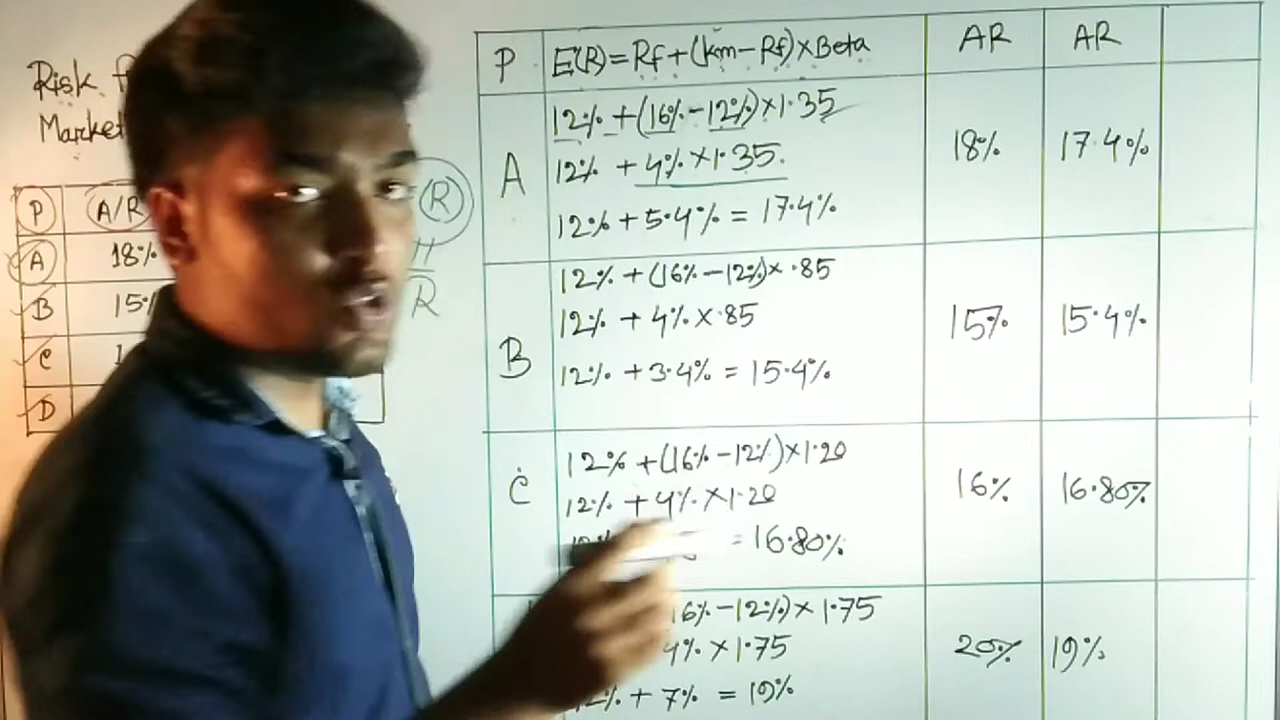 Risk
Market
P A/R
A 18%
B 15%
C 1
D
R
R
P E(R)=Rf+(km-Rf)×Beta AR AR
A
12%+(16%-12%)×1.35
12% + 4%×1.35.
12%+5.4% = 17.4%
18% 17.4%
B
12%+(16%-12%)×.85
12% + 4%×.85
12% +3.4% = 15.4%
15% 15.4%
C
12%+(16%-12%)×1.20
12% +4%×1.20
= 16.80%
16% 16.80%
6%-12%)×1.75
4%×1.75
+ 7% = 19%
20% 19%